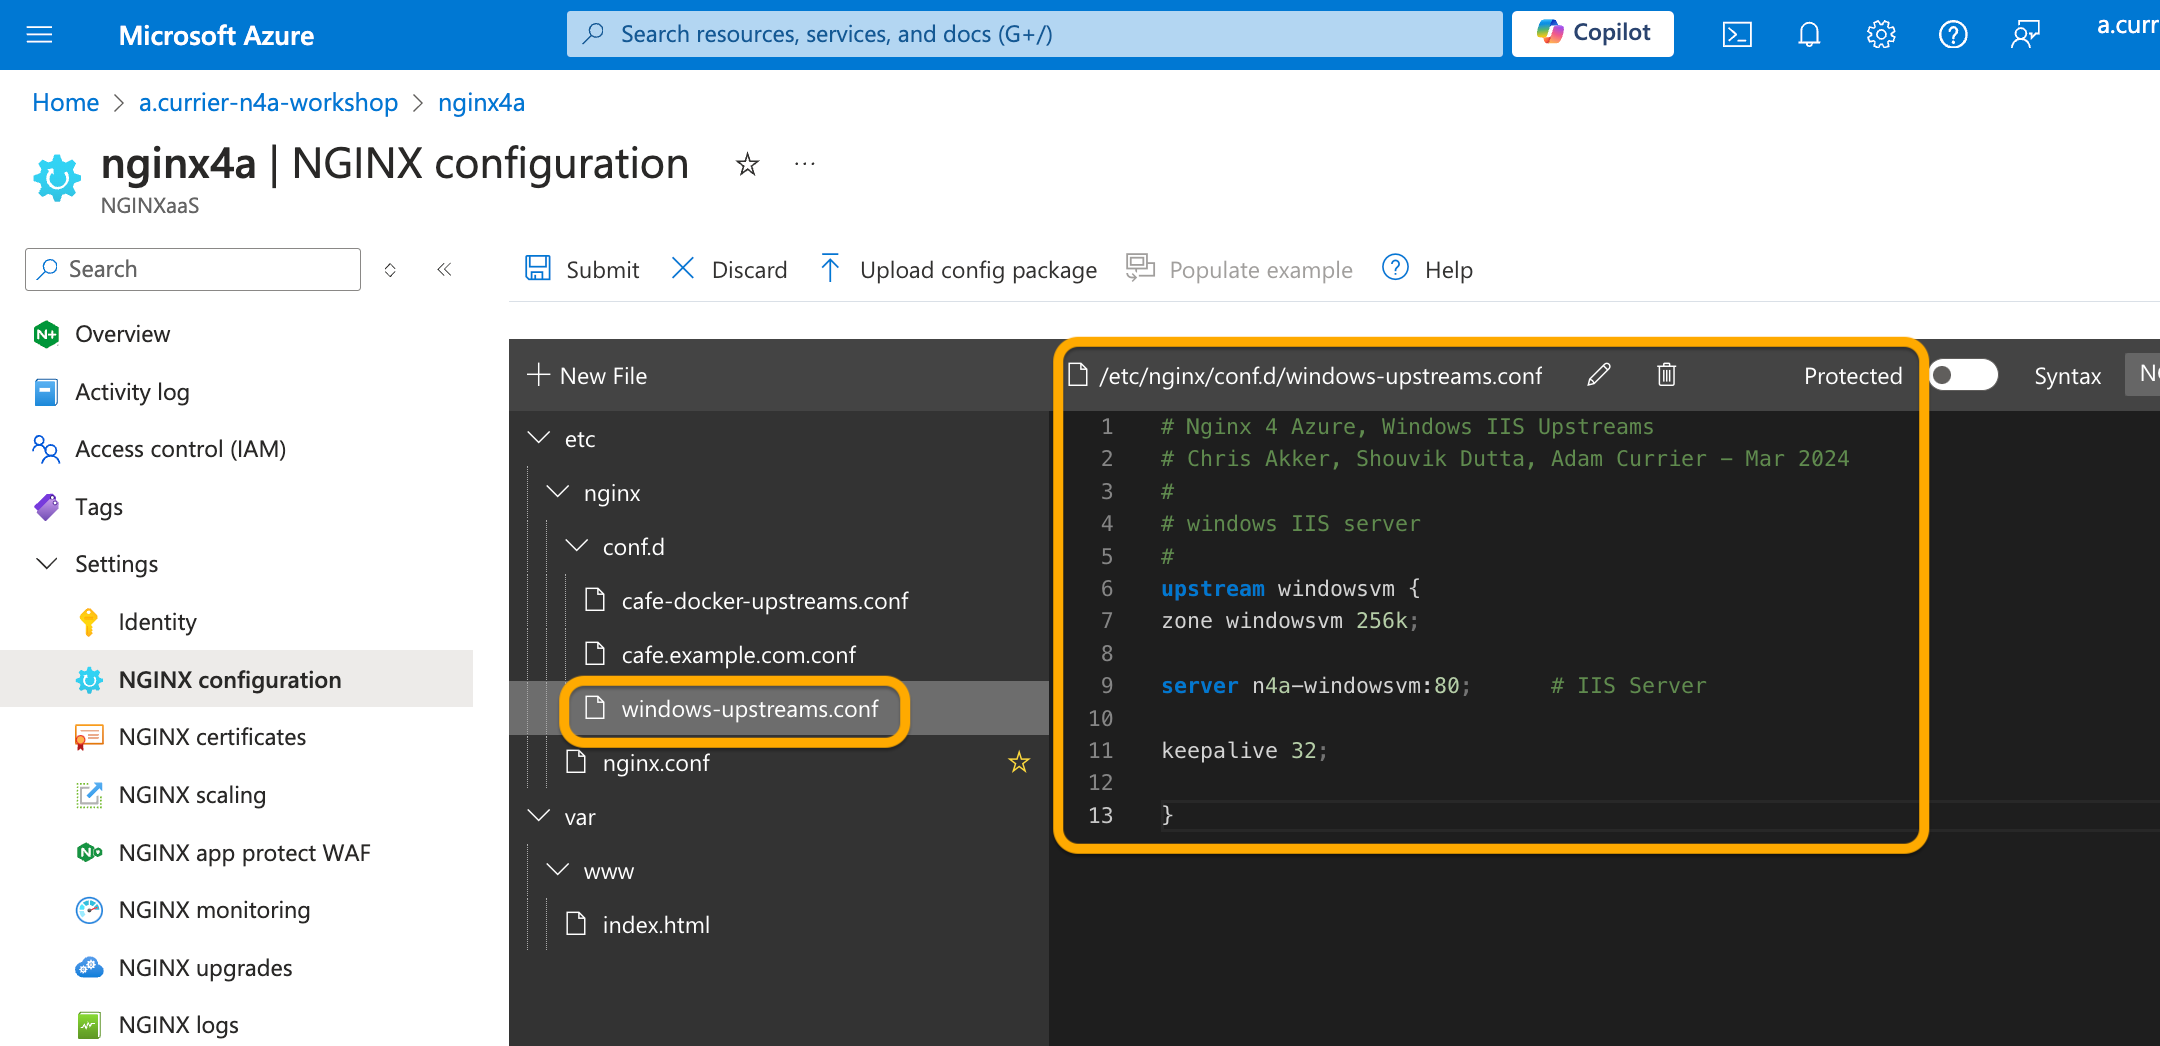 Microsoft Azure
Search resources, services, and docs (G+/)
Copilot
a.curr
Home > a.currier-n4a-workshop > nginx4a
nginx4a | NGINX configuration
NGINXaaS
Search
Submit
Discard
Upload config package
Populate example
Help
Overview
Activity log
Access control (IAM)
Tags
Settings
Identity
NGINX configuration
NGINX certificates
NGINX scaling
NGINX app protect WAF
NGINX monitoring
NGINX upgrades
NGINX logs
New File
etc
nginx
conf.d
cafe-docker-upstreams.conf
cafe.example.com.conf
windows-upstreams.conf
nginx.conf
var
www
index.html
/etc/nginx/conf.d/windows-upstreams.conf
Protected
Syntax
1 # Nginx 4 Azure, Windows IIS Upstreams
2 # Chris Akker, Shouvik Dutta, Adam Currier - Mar 2024
3 #
4 # windows IIS server
5 #
6 upstream windowsvm {
7 zone windowsvm 256k;
8
9 server n4a-windowsvm:80; # IIS Server
10
11 keepalive 32;
12
13 }